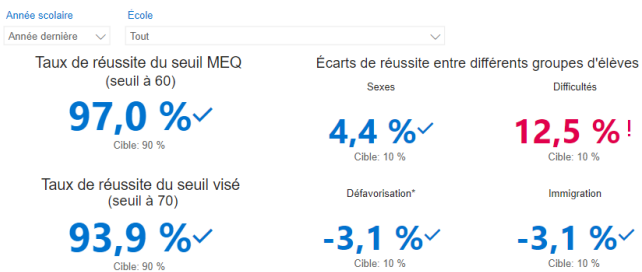 Année scolaire
École
Année dernière
Tout
Taux de réussite du seuil MEQ
(seuil à 60)
97,0 %
Cible: 90 %
Écarts de réussite entre différents groupes d'élèves
Sexes
Difficultés
4,4 %
12,5 % !
Cible: 10 %
Cible: 10 %
Taux de réussite du seuil visé
(seuil à 70)
93,9 %
Cible: 90 %
Défavorisation*
Immigration
-3,1 %
-3,1 %
Cible: 10 %
Cible: 10 %